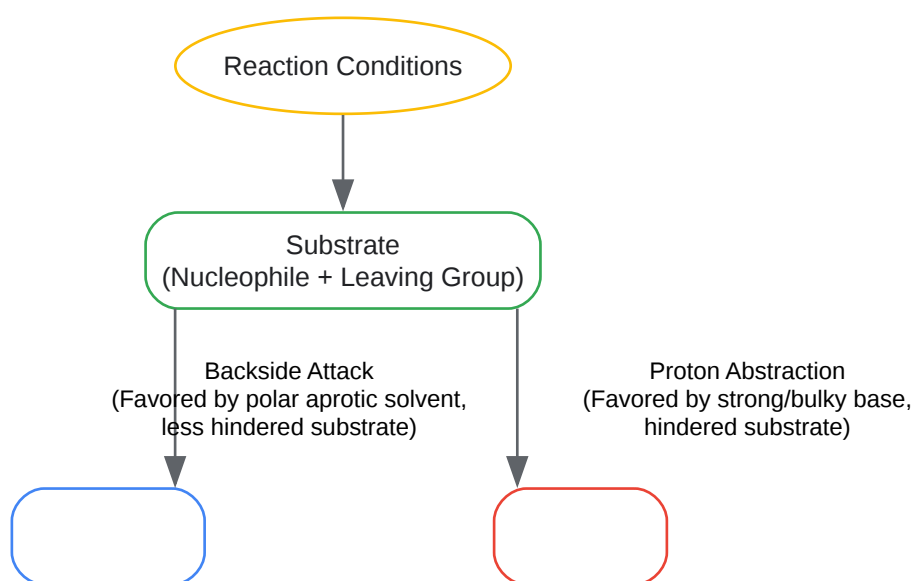 Reaction Conditions
Substrate
(Nucleophile + Leaving Group)
Backside Attack
(Favored by polar aprotic solvent,
less hindered substrate)
Proton Abstraction
(Favored by strong/bulky base,
hindered substrate)